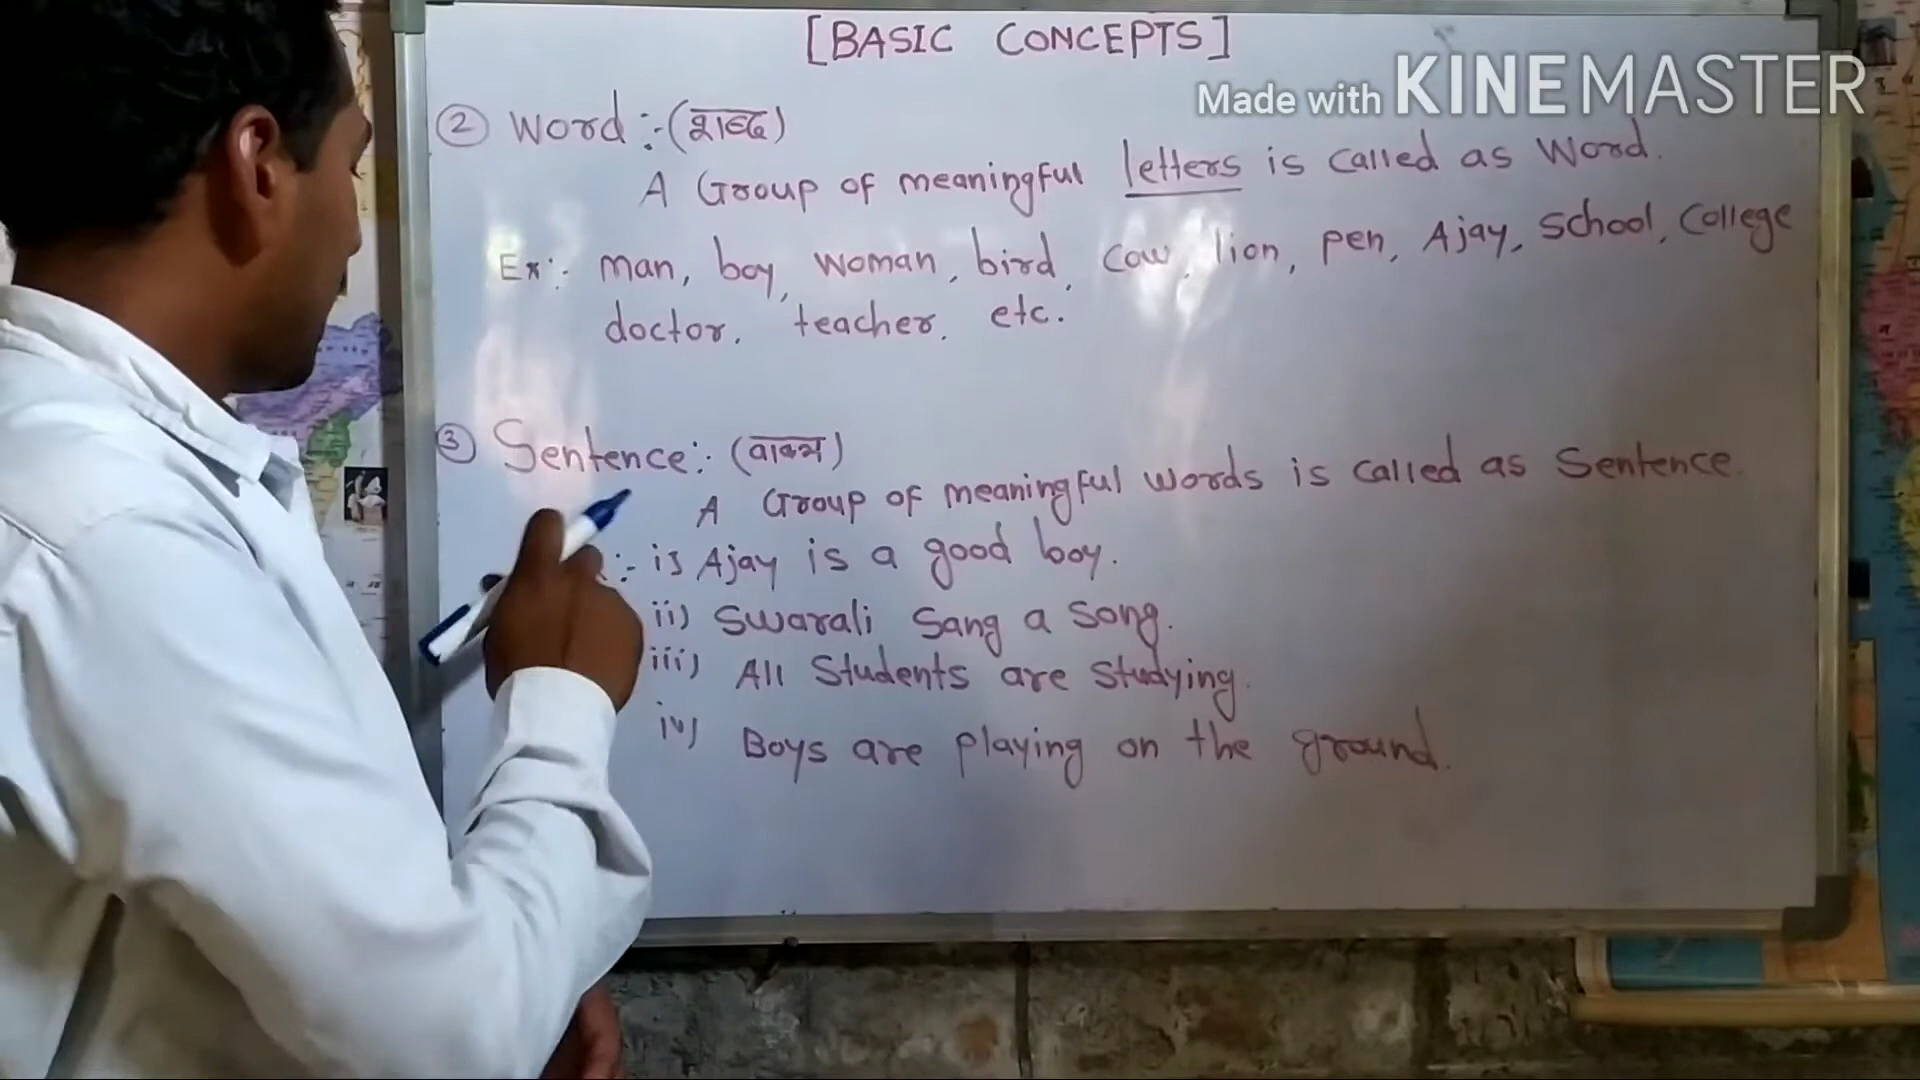 [BASIC CONCEPTS]
Made with KINEMASTER
② Word :- (शब्द)
A Group of meaningful letters is called as Word.
Ex:- man, boy, woman, bird, cow, lion, pen, Ajay, School, College
doctor, teacher, etc.
③ Sentence:- (वाक्य)
A Group of meaningful words is called as Sentence.
:- i) Ajay is a good boy.
ii) Swarali Sang a Song.
iii) All Students are Studying.
iv) Boys are playing on the ground.